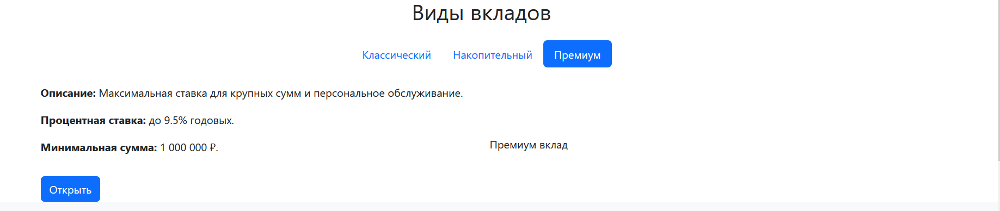 Виды вкладов
Классический
Накопительный
Премиум
Описание: Максимальная ставка для крупных сумм и персональное обслуживание.
Процентная ставка: до 9.5% годовых.
Минимальная сумма: 1 000 000 ₽.
Премиум вклад
Открыть